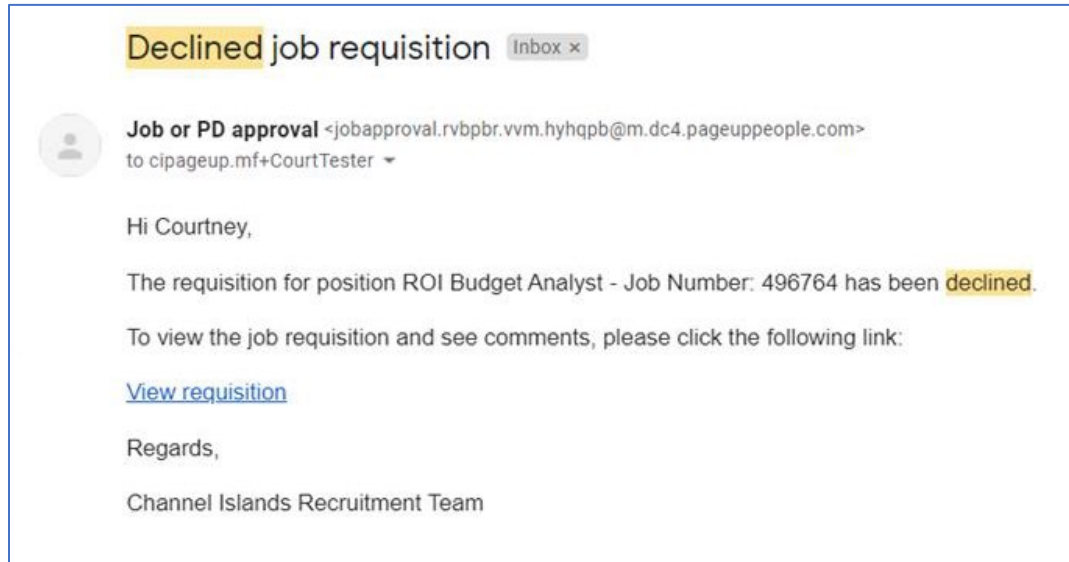 Declined job requisition Inbox ×
Job or PD approval <jobapproval.rvbpbr.vvm.hyhqpb@m.dc4.pageuppeople.com>
to cipageup.mf+CourtTester
Hi Courtney,
The requisition for position ROI Budget Analyst - Job Number: 496764 has been declined.
To view the job requisition and see comments, please click the following link:
View requisition
Regards,
Channel Islands Recruitment Team